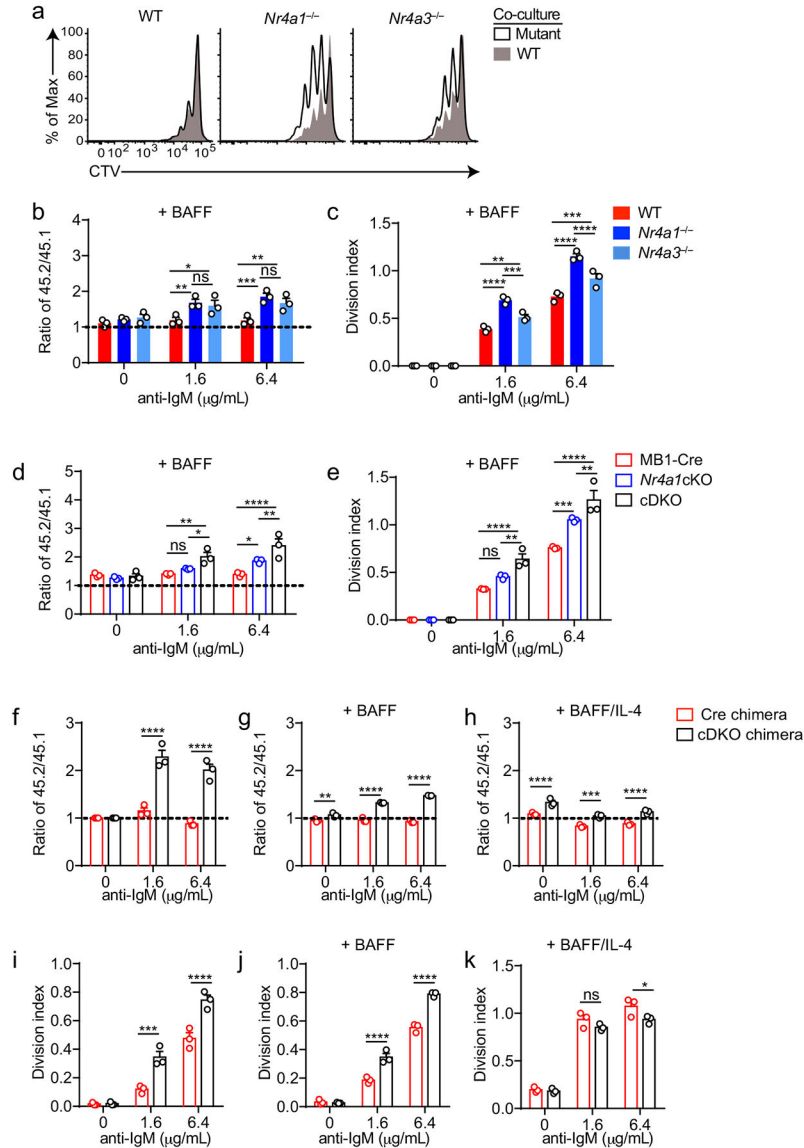 a
WT
Nr4a1–/–
Nr4a3–/–
Co-culture
Mutant
WT
% of Max
100
80
60
40
20
0
0 10² 10³ 10⁴ 10⁵
CTV
b
+ BAFF
Ratio of 45.2/45.1
4
3
2
1
0
** * ns
*** ** ns
0 1.6 6.4
anti-IgM (μg/mL)
c
+ BAFF
Division index
1.5
1.0
0.5
0.0
**** ** ***
**** *** ****
0 1.6 6.4
anti-IgM (μg/mL)
WT
Nr4a1–/–
Nr4a3–/–
d
+ BAFF
Ratio of 45.2/45.1
5
4
3
2
1
0
ns ** *
* **** **
0 1.6 6.4
anti-IgM (μg/mL)
e
+ BAFF
Division index
1.5
1.0
0.5
0.0
ns **** **
*** **** **
0 1.6 6.4
anti-IgM (μg/mL)
MB1-Cre
Nr4a1cKO
cDKO
f
Ratio of 45.2/45.1
3
2
1
0
**** ****
0 1.6 6.4
anti-IgM (μg/mL)
g
+ BAFF
Ratio of 45.2/45.1
3
2
1
0
** **** ****
0 1.6 6.4
anti-IgM (μg/mL)
h
+ BAFF/IL-4
Ratio of 45.2/45.1
3
2
1
0
**** *** ****
0 1.6 6.4
anti-IgM (μg/mL)
Cre chimera
cDKO chimera
i
Division index
1.0
0.8
0.6
0.4
0.2
0.0
*** ****
0 1.6 6.4
anti-IgM (μg/mL)
j
+ BAFF
Division index
1.0
0.8
0.6
0.4
0.2
0.0
**** ****
0 1.6 6.4
anti-IgM (μg/mL)
k
+ BAFF/IL-4
Division index
1.5
1.0
0.5
0.0
ns *
0 1.6 6.4
anti-IgM (μg/mL)